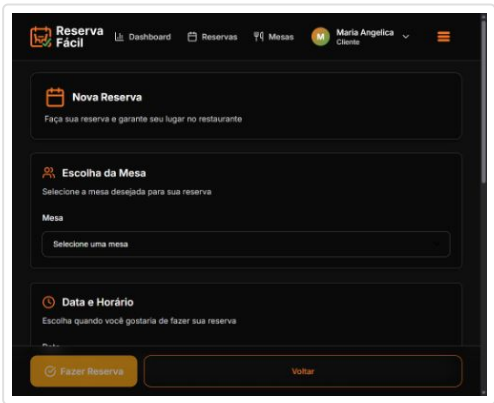 Reserva
Fácil
Dashboard
Reservas
Mesas
M
Maria Angelica
Cliente
Nova Reserva
Faça sua reserva e garante seu lugar no restaurante
Escolha da Mesa
Selecione a mesa desejada para sua reserva
Mesa
Selecione uma mesa
Data e Horário
Escolha quando você gostaria de fazer sua reserva
Data
Fazer Reserva
Voltar